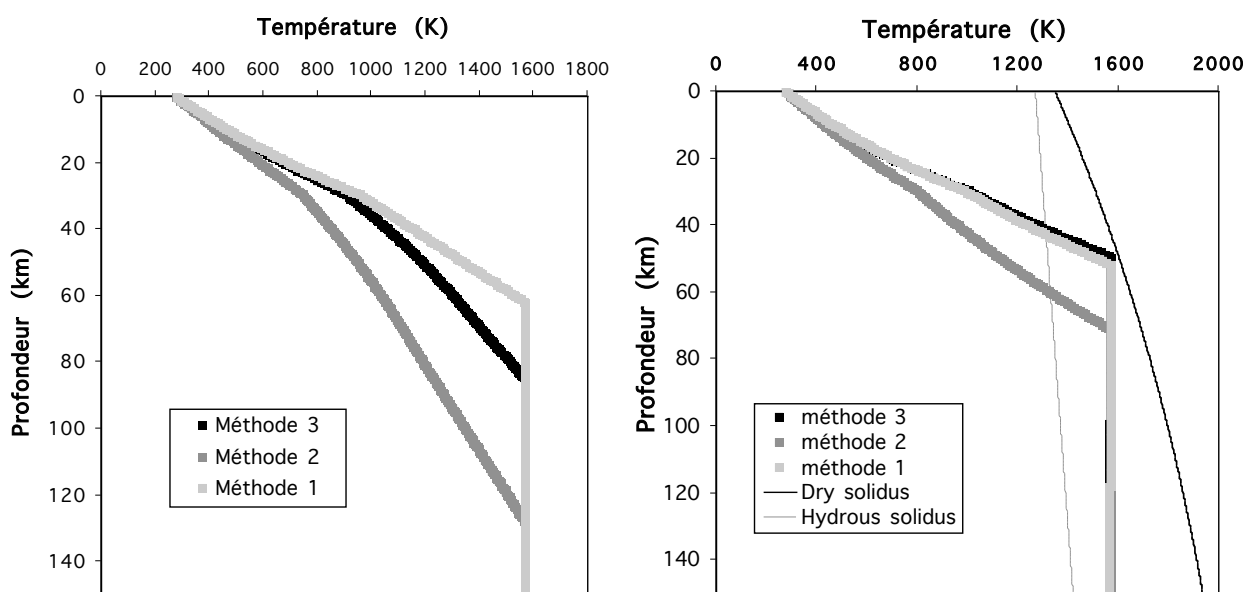 Température (K)
0 200 400 600 800 1000 1200 1400 1600 1800
0
20
40
60
80
100
120
140
Profondeur (km)
Méthode 3
Méthode 2
Méthode 1
Température (K)
0 400 800 1200 1600 2000
0
20
40
60
80
100
120
140
Profondeur (km)
méthode 3
méthode 2
méthode 1
Dry solidus
Hydrous solidus